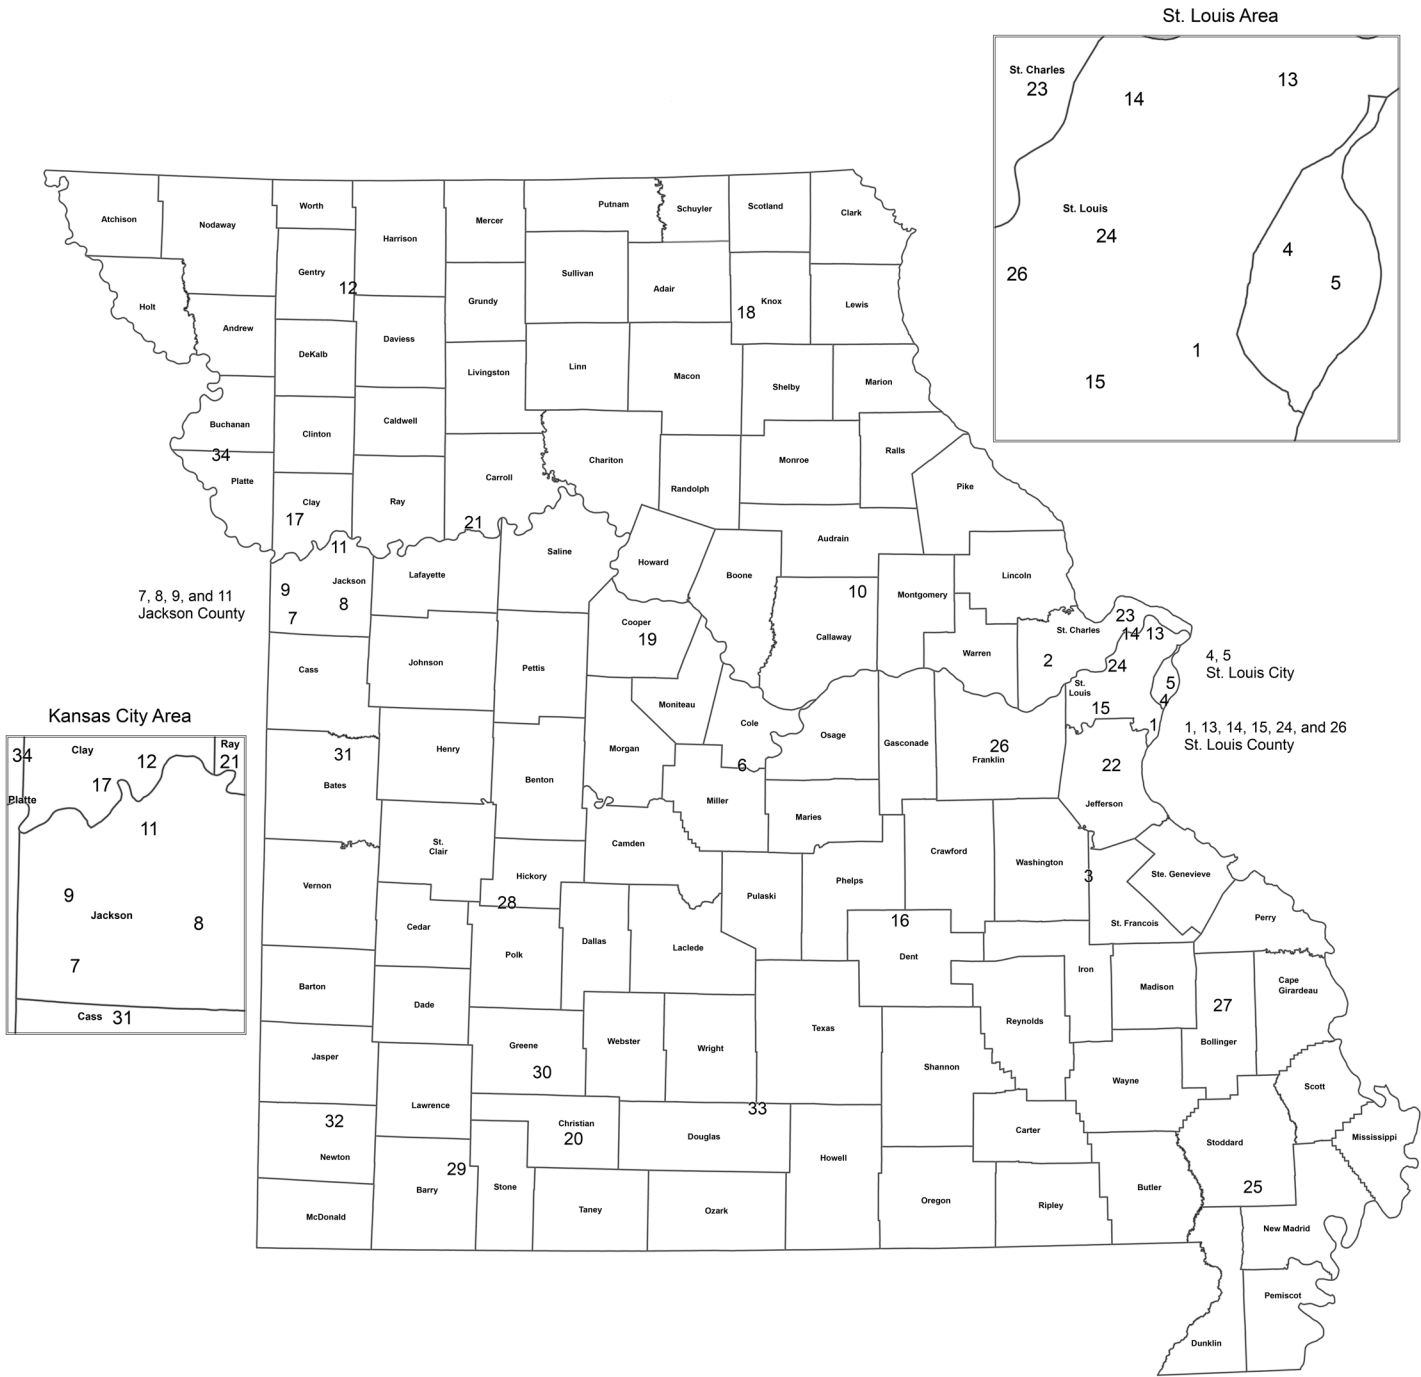 St. Louis Area
St. Charles
23
14
13
St. Louis
24
26
4
5
1
15
Atchison
Nodaway
Worth
Harrison
Mercer
Putnam
Schuyler
Scotland
Clark
Holt
Andrew
Gentry
12
DeKalb
Daviess
Grundy
Sullivan
Adair
18
Knox
Lewis
Livingston
Linn
Macon
Shelby
Marion
Buchanan
34
Platte
Clinton
Caldwell
Clay
17
Ray
Carroll
21
Chariton
Randolph
Monroe
Ralls
Pike
11
9
Jackson
8
7
7, 8, 9, and 11
Jackson County
Lafayette
Saline
Howard
Boone
Audrain
10
Callaway
Montgomery
Lincoln
Warren
St. Charles
2
23
14
13
24
St.
Louis
15
5
4
1
4, 5
St. Louis City
1, 13, 14, 15, 24, and 26
St. Louis County
Cass
Johnson
Pettis
Cooper
19
Moniteau
Cole
6
Osage
Gasconade
26
Franklin
22
Jefferson
31
Bates
Henry
Benton
Morgan
Miller
Maries
Kansas City Area
34
Clay
12
Ray
21
17
Platte
11
9
Jackson
8
7
Cass
31
Vernon
St.
Clair
Hickory
28
Camden
Pulaski
Phelps
Crawford
Washington
3
Ste. Genevieve
St. Francois
Perry
16
Dent
Cedar
Polk
Dallas
Laclede
Barton
Dade
Iron
Madison
27
Bollinger
Cape
Girardeau
Reynolds
Texas
Shannon
Jasper
Greene
30
Webster
Wright
33
Wayne
Scott
Mississippi
32
Newton
Lawrence
Christian
20
Douglas
Howell
Carter
Stoddard
25
29
Barry
Stone
Taney
Ozark
Oregon
Ripley
Butler
McDonald
New Madrid
Pemiscot
Dunklin